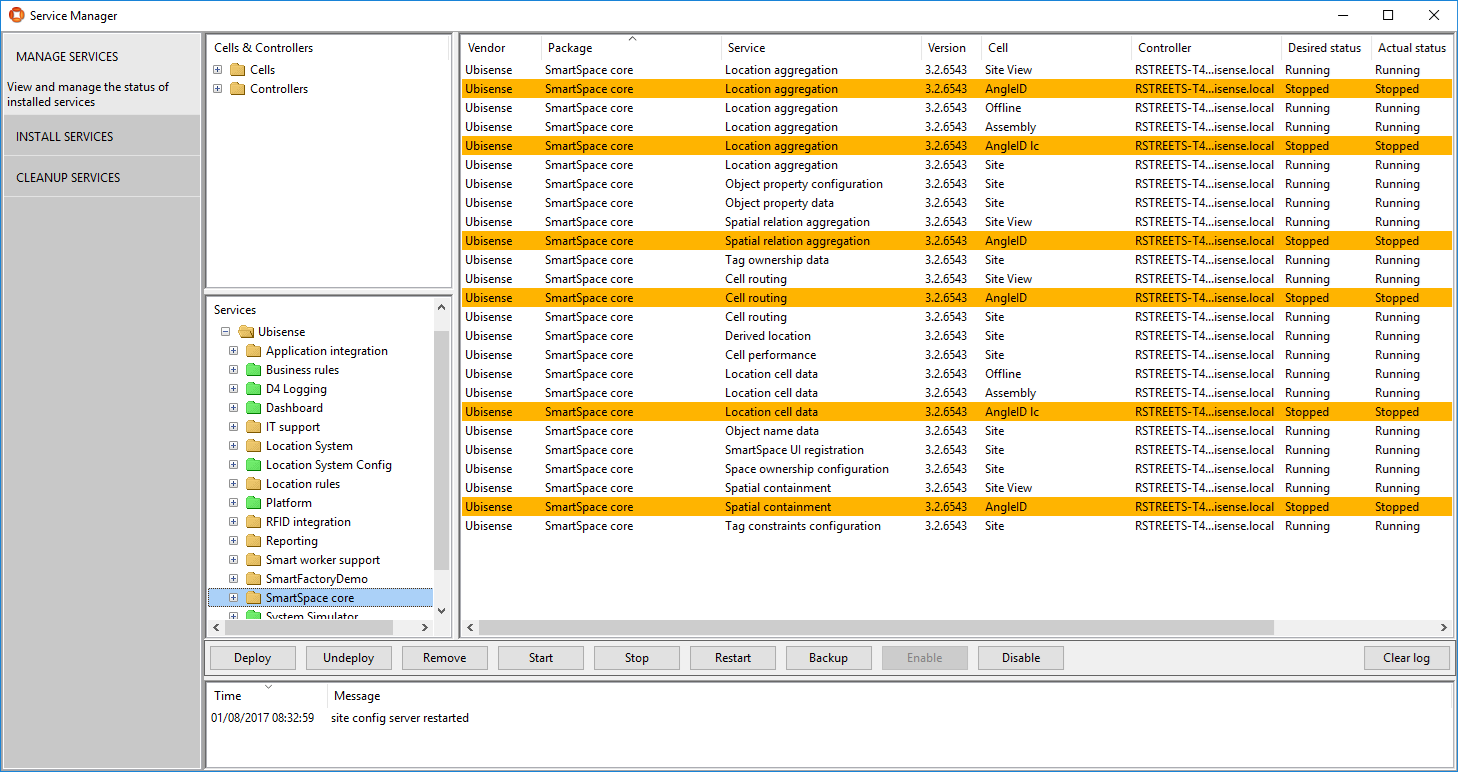 Service Manager
MANAGE SERVICES
View and manage the status of
installed services
INSTALL SERVICES
CLEANUP SERVICES
Cells & Controllers
Cells
Controllers
Services
Ubisense
Application integration
Business rules
D4 Logging
Dashboard
IT support
Location System
Location System Config
Location rules
Platform
RFID integration
Reporting
Smart worker support
SmartFactoryDemo
SmartSpace core
System Simulator
Vendor Package Service Version Cell Controller Desired status Actual status
Ubisense SmartSpace core Location aggregation 3.2.6543 Site View RSTREETS-T4...isense.local Running Running
Ubisense SmartSpace core Location aggregation 3.2.6543 AngleID RSTREETS-T4...isense.local Stopped Stopped
Ubisense SmartSpace core Location aggregation 3.2.6543 Offline RSTREETS-T4...isense.local Running Running
Ubisense SmartSpace core Location aggregation 3.2.6543 Assembly RSTREETS-T4...isense.local Running Running
Ubisense SmartSpace core Location aggregation 3.2.6543 AngleID lc RSTREETS-T4...isense.local Stopped Stopped
Ubisense SmartSpace core Location aggregation 3.2.6543 Site RSTREETS-T4...isense.local Running Running
Ubisense SmartSpace core Object property configuration 3.2.6543 Site RSTREETS-T4...isense.local Running Running
Ubisense SmartSpace core Object property data 3.2.6543 Site RSTREETS-T4...isense.local Running Running
Ubisense SmartSpace core Spatial relation aggregation 3.2.6543 Site View RSTREETS-T4...isense.local Running Running
Ubisense SmartSpace core Spatial relation aggregation 3.2.6543 AngleID RSTREETS-T4...isense.local Stopped Stopped
Ubisense SmartSpace core Tag ownership data 3.2.6543 Site RSTREETS-T4...isense.local Running Running
Ubisense SmartSpace core Cell routing 3.2.6543 Site View RSTREETS-T4...isense.local Running Running
Ubisense SmartSpace core Cell routing 3.2.6543 AngleID RSTREETS-T4...isense.local Stopped Stopped
Ubisense SmartSpace core Cell routing 3.2.6543 Site RSTREETS-T4...isense.local Running Running
Ubisense SmartSpace core Derived location 3.2.6543 Site RSTREETS-T4...isense.local Running Running
Ubisense SmartSpace core Cell performance 3.2.6543 Site RSTREETS-T4...isense.local Running Running
Ubisense SmartSpace core Location cell data 3.2.6543 Offline RSTREETS-T4...isense.local Running Running
Ubisense SmartSpace core Location cell data 3.2.6543 Assembly RSTREETS-T4...isense.local Running Running
Ubisense SmartSpace core Location cell data 3.2.6543 AngleID lc RSTREETS-T4...isense.local Stopped Stopped
Ubisense SmartSpace core Object name data 3.2.6543 Site RSTREETS-T4...isense.local Running Running
Ubisense SmartSpace core SmartSpace UI registration 3.2.6543 Site RSTREETS-T4...isense.local Running Running
Ubisense SmartSpace core Space ownership configuration 3.2.6543 Site RSTREETS-T4...isense.local Running Running
Ubisense SmartSpace core Spatial containment 3.2.6543 Site View RSTREETS-T4...isense.local Running Running
Ubisense SmartSpace core Spatial containment 3.2.6543 AngleID RSTREETS-T4...isense.local Stopped Stopped
Ubisense SmartSpace core Tag constraints configuration 3.2.6543 Site RSTREETS-T4...isense.local Running Running
Deploy Undeploy Remove Start Stop Restart Backup Enable Disable Clear log
Time Message
01/08/2017 08:32:59 site config server restarted